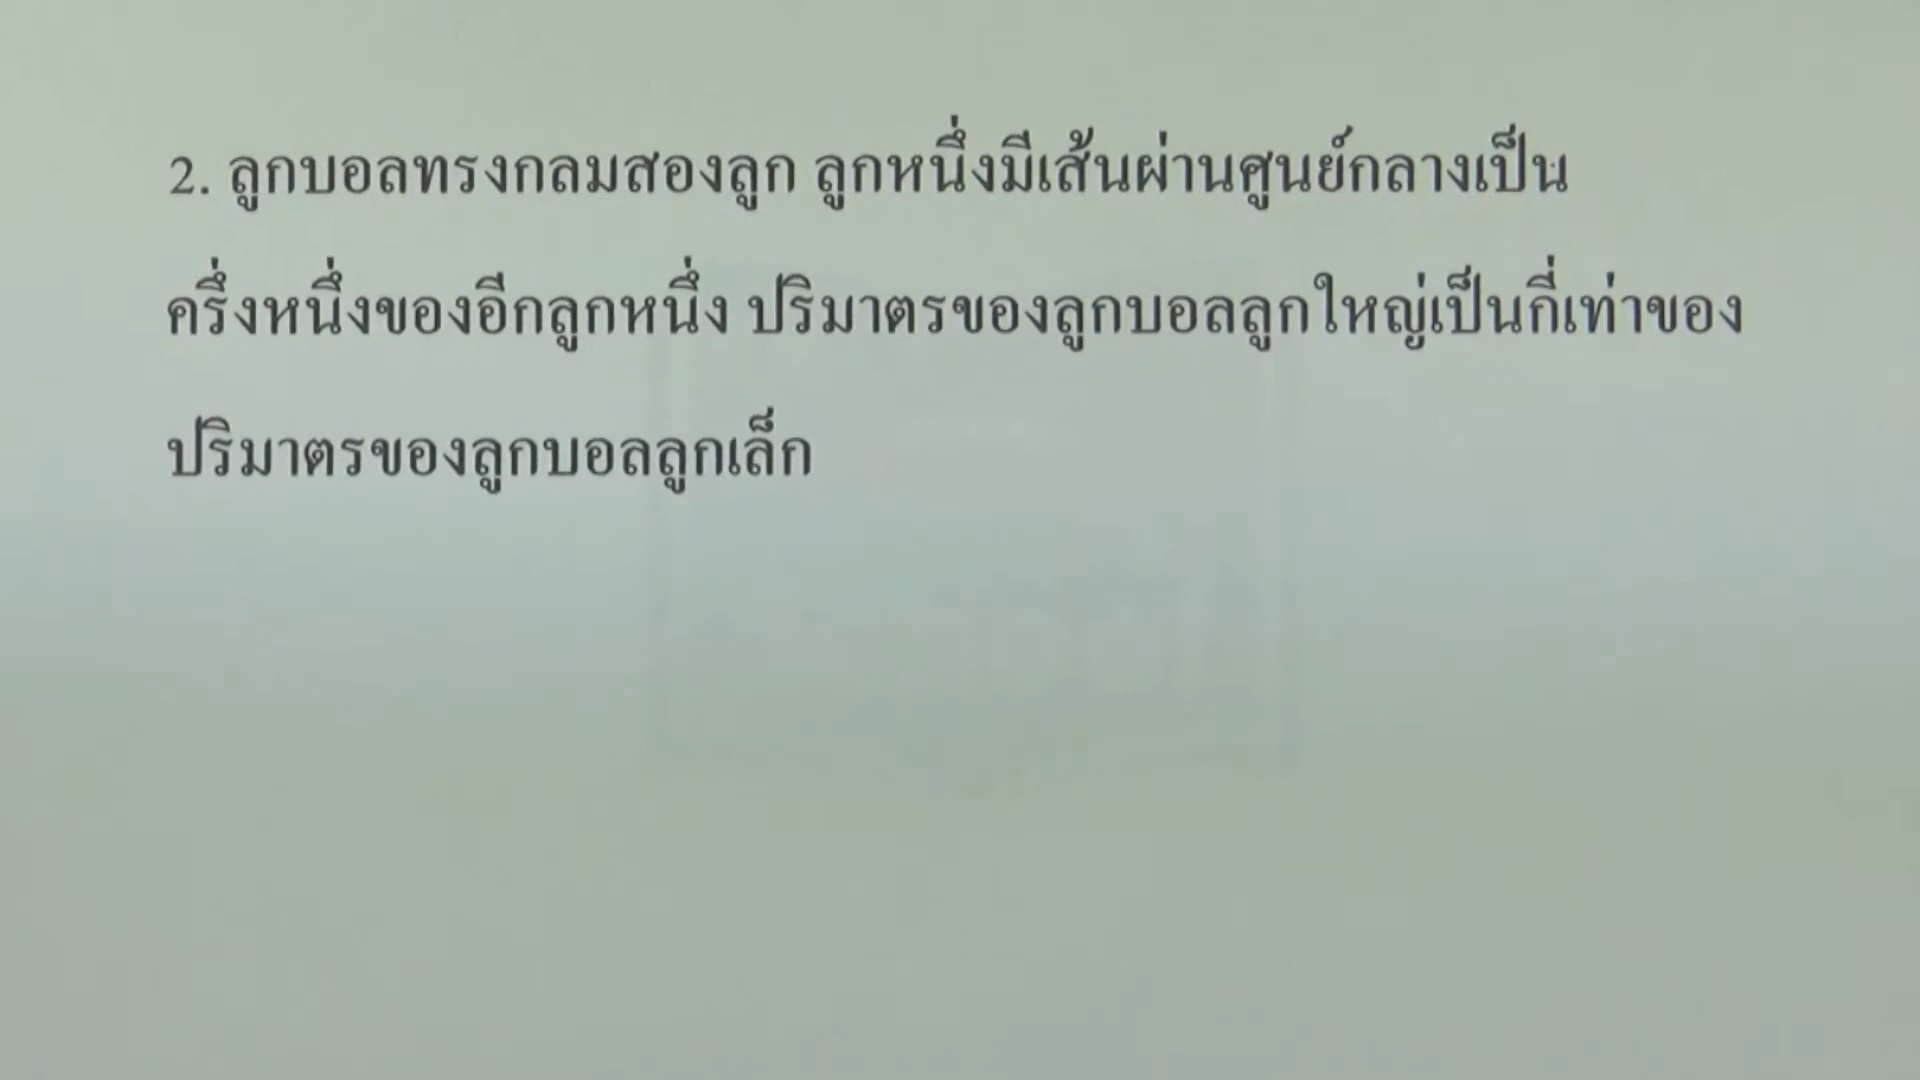 2. ลูกบอลทรงกลมสองลูก ลูกหนึ่งมีเส้นผ่านศูนย์กลางเป็น
ครึ่งหนึ่งของอีกลูกหนึ่ง ปริมาตรของลูกบอลลูกใหญ่เป็นกี่เท่าของ
ปริมาตรของลูกบอลลูกเล็ก